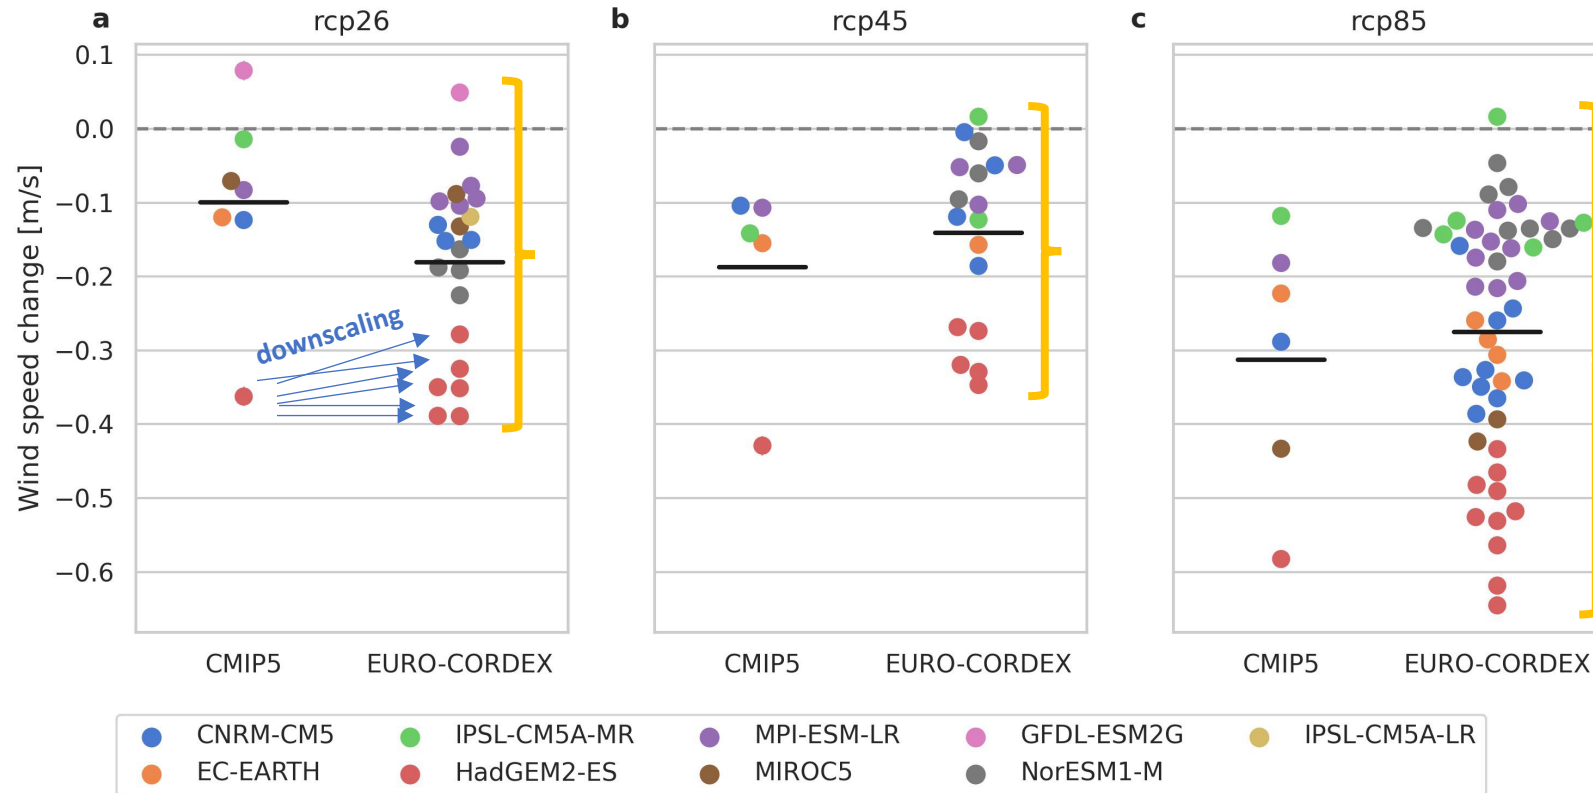 a rcp26 b rcp45 c rcp85
Wind speed change [m/s]
0.1
0.0
−0.1
−0.2
−0.3
−0.4
−0.5
−0.6
downscaling
CMIP5 EURO-CORDEX CMIP5 EURO-CORDEX CMIP5 EURO-CORDEX
CNRM-CM5 IPSL-CM5A-MR MPI-ESM-LR GFDL-ESM2G IPSL-CM5A-LR
EC-EARTH HadGEM2-ES MIROC5 NorESM1-M